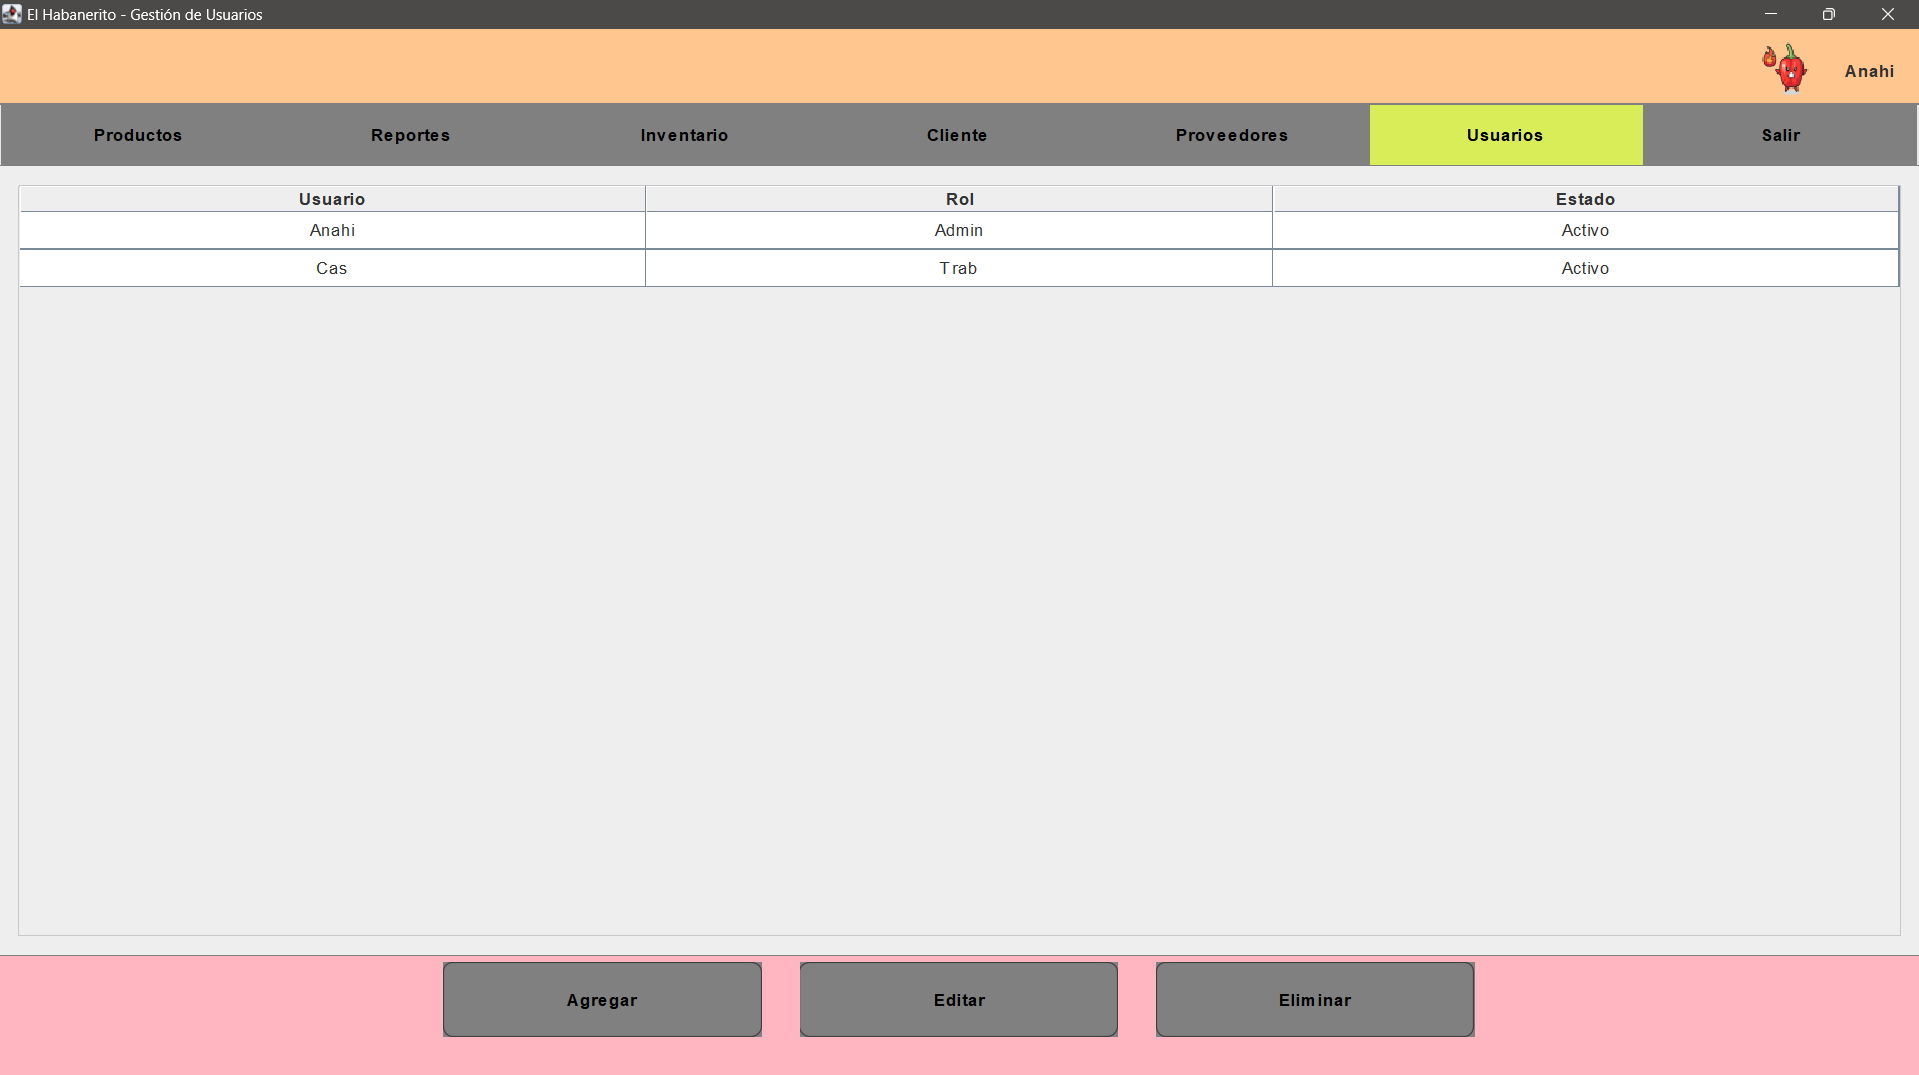 El Habanerito - Gestión de Usuarios
Anahi
Productos Reportes Inventario Cliente Proveedores Usuarios Salir
Usuario Rol Estado
Anahi Admin Activo
Cas Trab Activo
Agregar Editar Eliminar